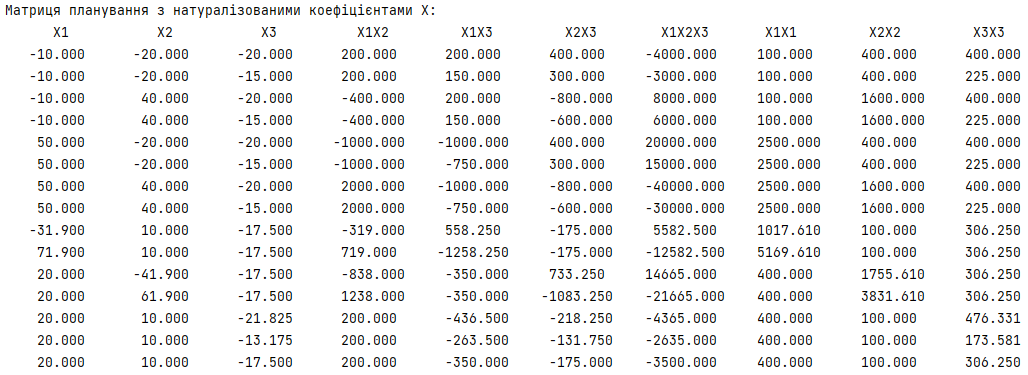 Матриця планування з натуралізованими коефіцієнтами X:
X1 X2 X3 X1X2 X1X3 X2X3 X1X2X3 X1X1 X2X2 X3X3
-10.000 -20.000 -20.000 200.000 200.000 400.000 -4000.000 100.000 400.000 400.000
-10.000 -20.000 -15.000 200.000 150.000 300.000 -3000.000 100.000 400.000 225.000
-10.000 40.000 -20.000 -400.000 200.000 -800.000 8000.000 100.000 1600.000 400.000
-10.000 40.000 -15.000 -400.000 150.000 -600.000 6000.000 100.000 1600.000 225.000
50.000 -20.000 -20.000 -1000.000 -1000.000 400.000 20000.000 2500.000 400.000 400.000
50.000 -20.000 -15.000 -1000.000 -750.000 300.000 15000.000 2500.000 400.000 225.000
50.000 40.000 -20.000 2000.000 -1000.000 -800.000 -40000.000 2500.000 1600.000 400.000
50.000 40.000 -15.000 2000.000 -750.000 -600.000 -30000.000 2500.000 1600.000 225.000
-31.900 10.000 -17.500 -319.000 558.250 -175.000 5582.500 1017.610 100.000 306.250
71.900 10.000 -17.500 719.000 -1258.250 -175.000 -12582.500 5169.610 100.000 306.250
20.000 -41.900 -17.500 -838.000 -350.000 733.250 14665.000 400.000 1755.610 306.250
20.000 61.900 -17.500 1238.000 -350.000 -1083.250 -21665.000 400.000 3831.610 306.250
20.000 10.000 -21.825 200.000 -436.500 -218.250 -4365.000 400.000 100.000 476.331
20.000 10.000 -13.175 200.000 -263.500 -131.750 -2635.000 400.000 100.000 173.581
20.000 10.000 -17.500 200.000 -350.000 -175.000 -3500.000 400.000 100.000 306.250